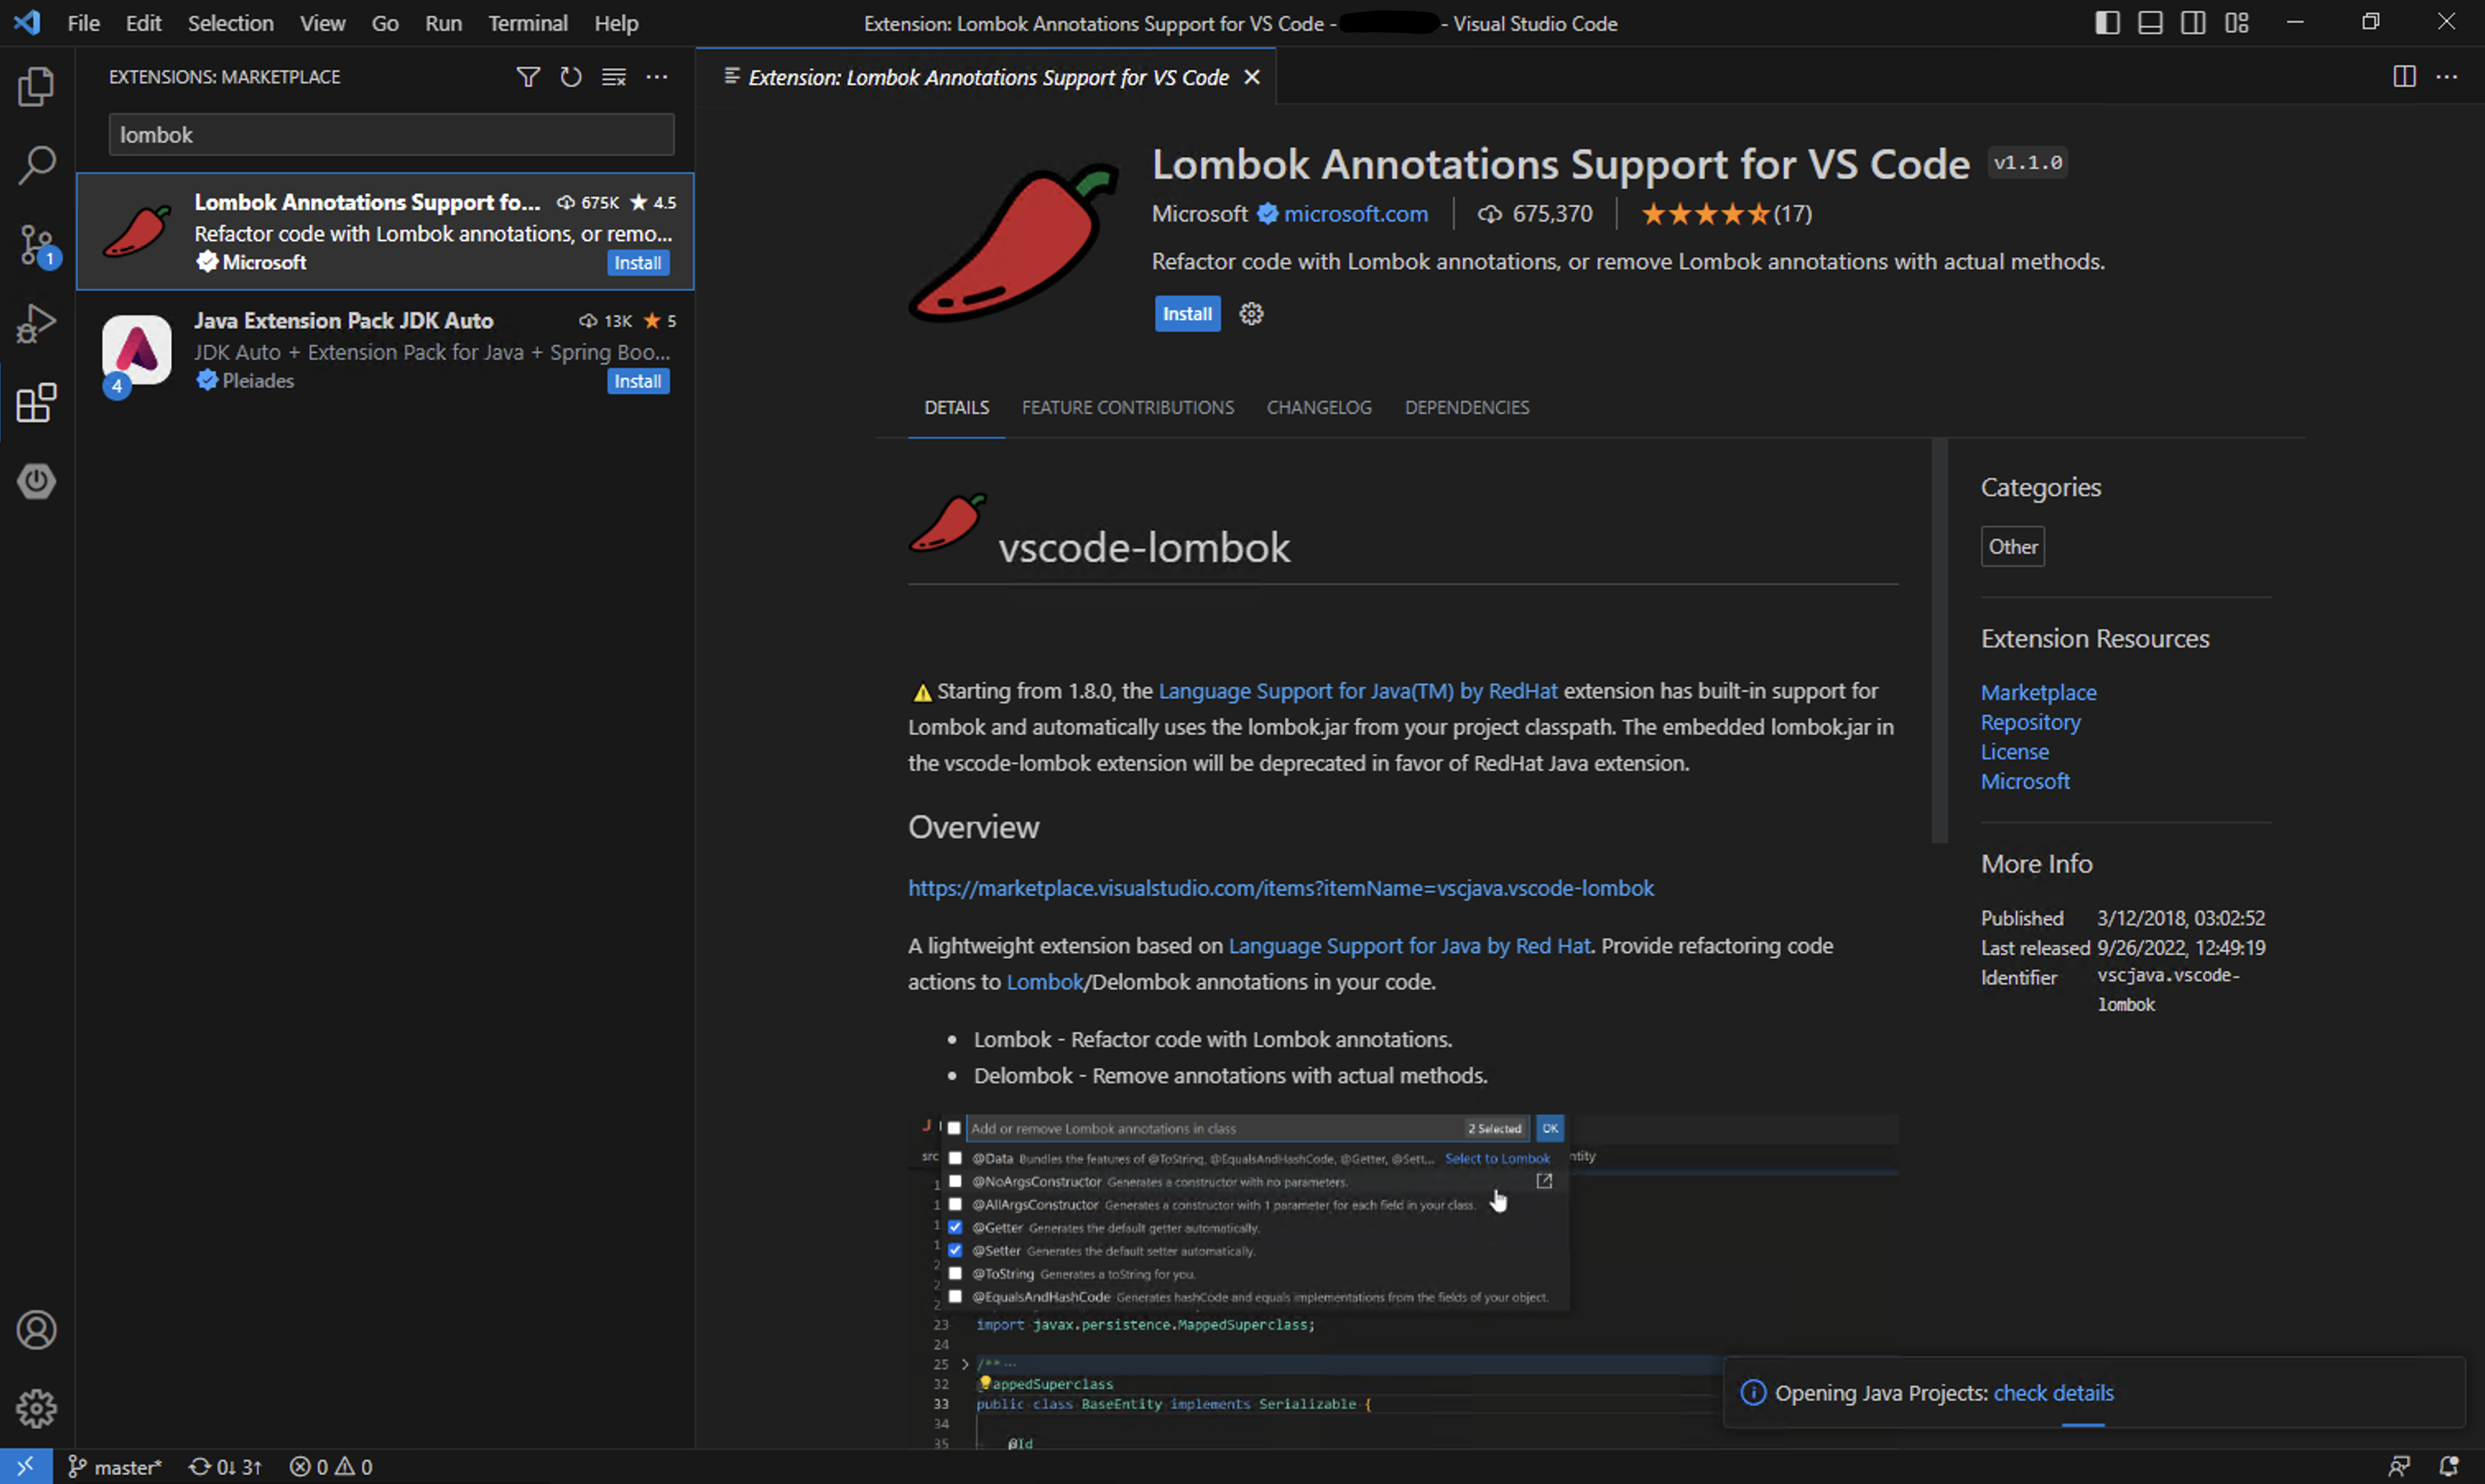 File Edit Selection View Go Run Terminal Help
Extension: Lombok Annotations Support for VS Code - - Visual Studio Code
EXTENSIONS: MARKETPLACE
lombok
Lombok Annotations Support fo... 675K 4.5
Refactor code with Lombok annotations, or remo...
Microsoft Install
Java Extension Pack JDK Auto 13K 5
JDK Auto + Extension Pack for Java + Spring Boo...
Pleiades Install
4
1
Extension: Lombok Annotations Support for VS Code
Lombok Annotations Support for VS Code v1.1.0
Microsoft microsoft.com 675,370 (17)
Refactor code with Lombok annotations, or remove Lombok annotations with actual methods.
Install
DETAILS FEATURE CONTRIBUTIONS CHANGELOG DEPENDENCIES
vscode-lombok
Starting from 1.8.0, the Language Support for Java(TM) by RedHat extension has built-in support for
Lombok and automatically uses the lombok.jar from your project classpath. The embedded lombok.jar in
the vscode-lombok extension will be deprecated in favor of RedHat Java extension.
Overview
https://marketplace.visualstudio.com/items?itemName=vscjava.vscode-lombok
A lightweight extension based on Language Support for Java by Red Hat. Provide refactoring code
actions to Lombok/Delombok annotations in your code.
• Lombok - Refactor code with Lombok annotations.
• Delombok - Remove annotations with actual methods.
J Add or remove Lombok annotations in class 2 Selected OK
src @Data Bundles the features of @ToString, @EqualsAndHashCode, @Getter, @Sett... Select to Lombok ntity
1 @NoArgsConstructor Generates a constructor with no parameters.
1 @AllArgsConstructor Generates a constructor with 1 parameter for each field in your class.
1 @Getter Generates the default getter automatically.
1 @Setter Generates the default setter automatically.
2
2 @ToString Generates a toString for you.
2 @EqualsAndHashCode Generates hashCode and equals implementations from the fields of your object.
23 import javax.persistence.MappedSuperclass;
24
25 /** ...
32 appedSuperclass
33 public class BaseEntity implements Serializable {
34
35 @Id
Categories
Other
Extension Resources
Marketplace
Repository
License
Microsoft
More Info
Published 3/12/2018, 03:02:52
Last released 9/26/2022, 12:49:19
Identifier vscjava.vscode-
lombok
Opening Java Projects: check details
master* 0↓ 3↑ 0 0